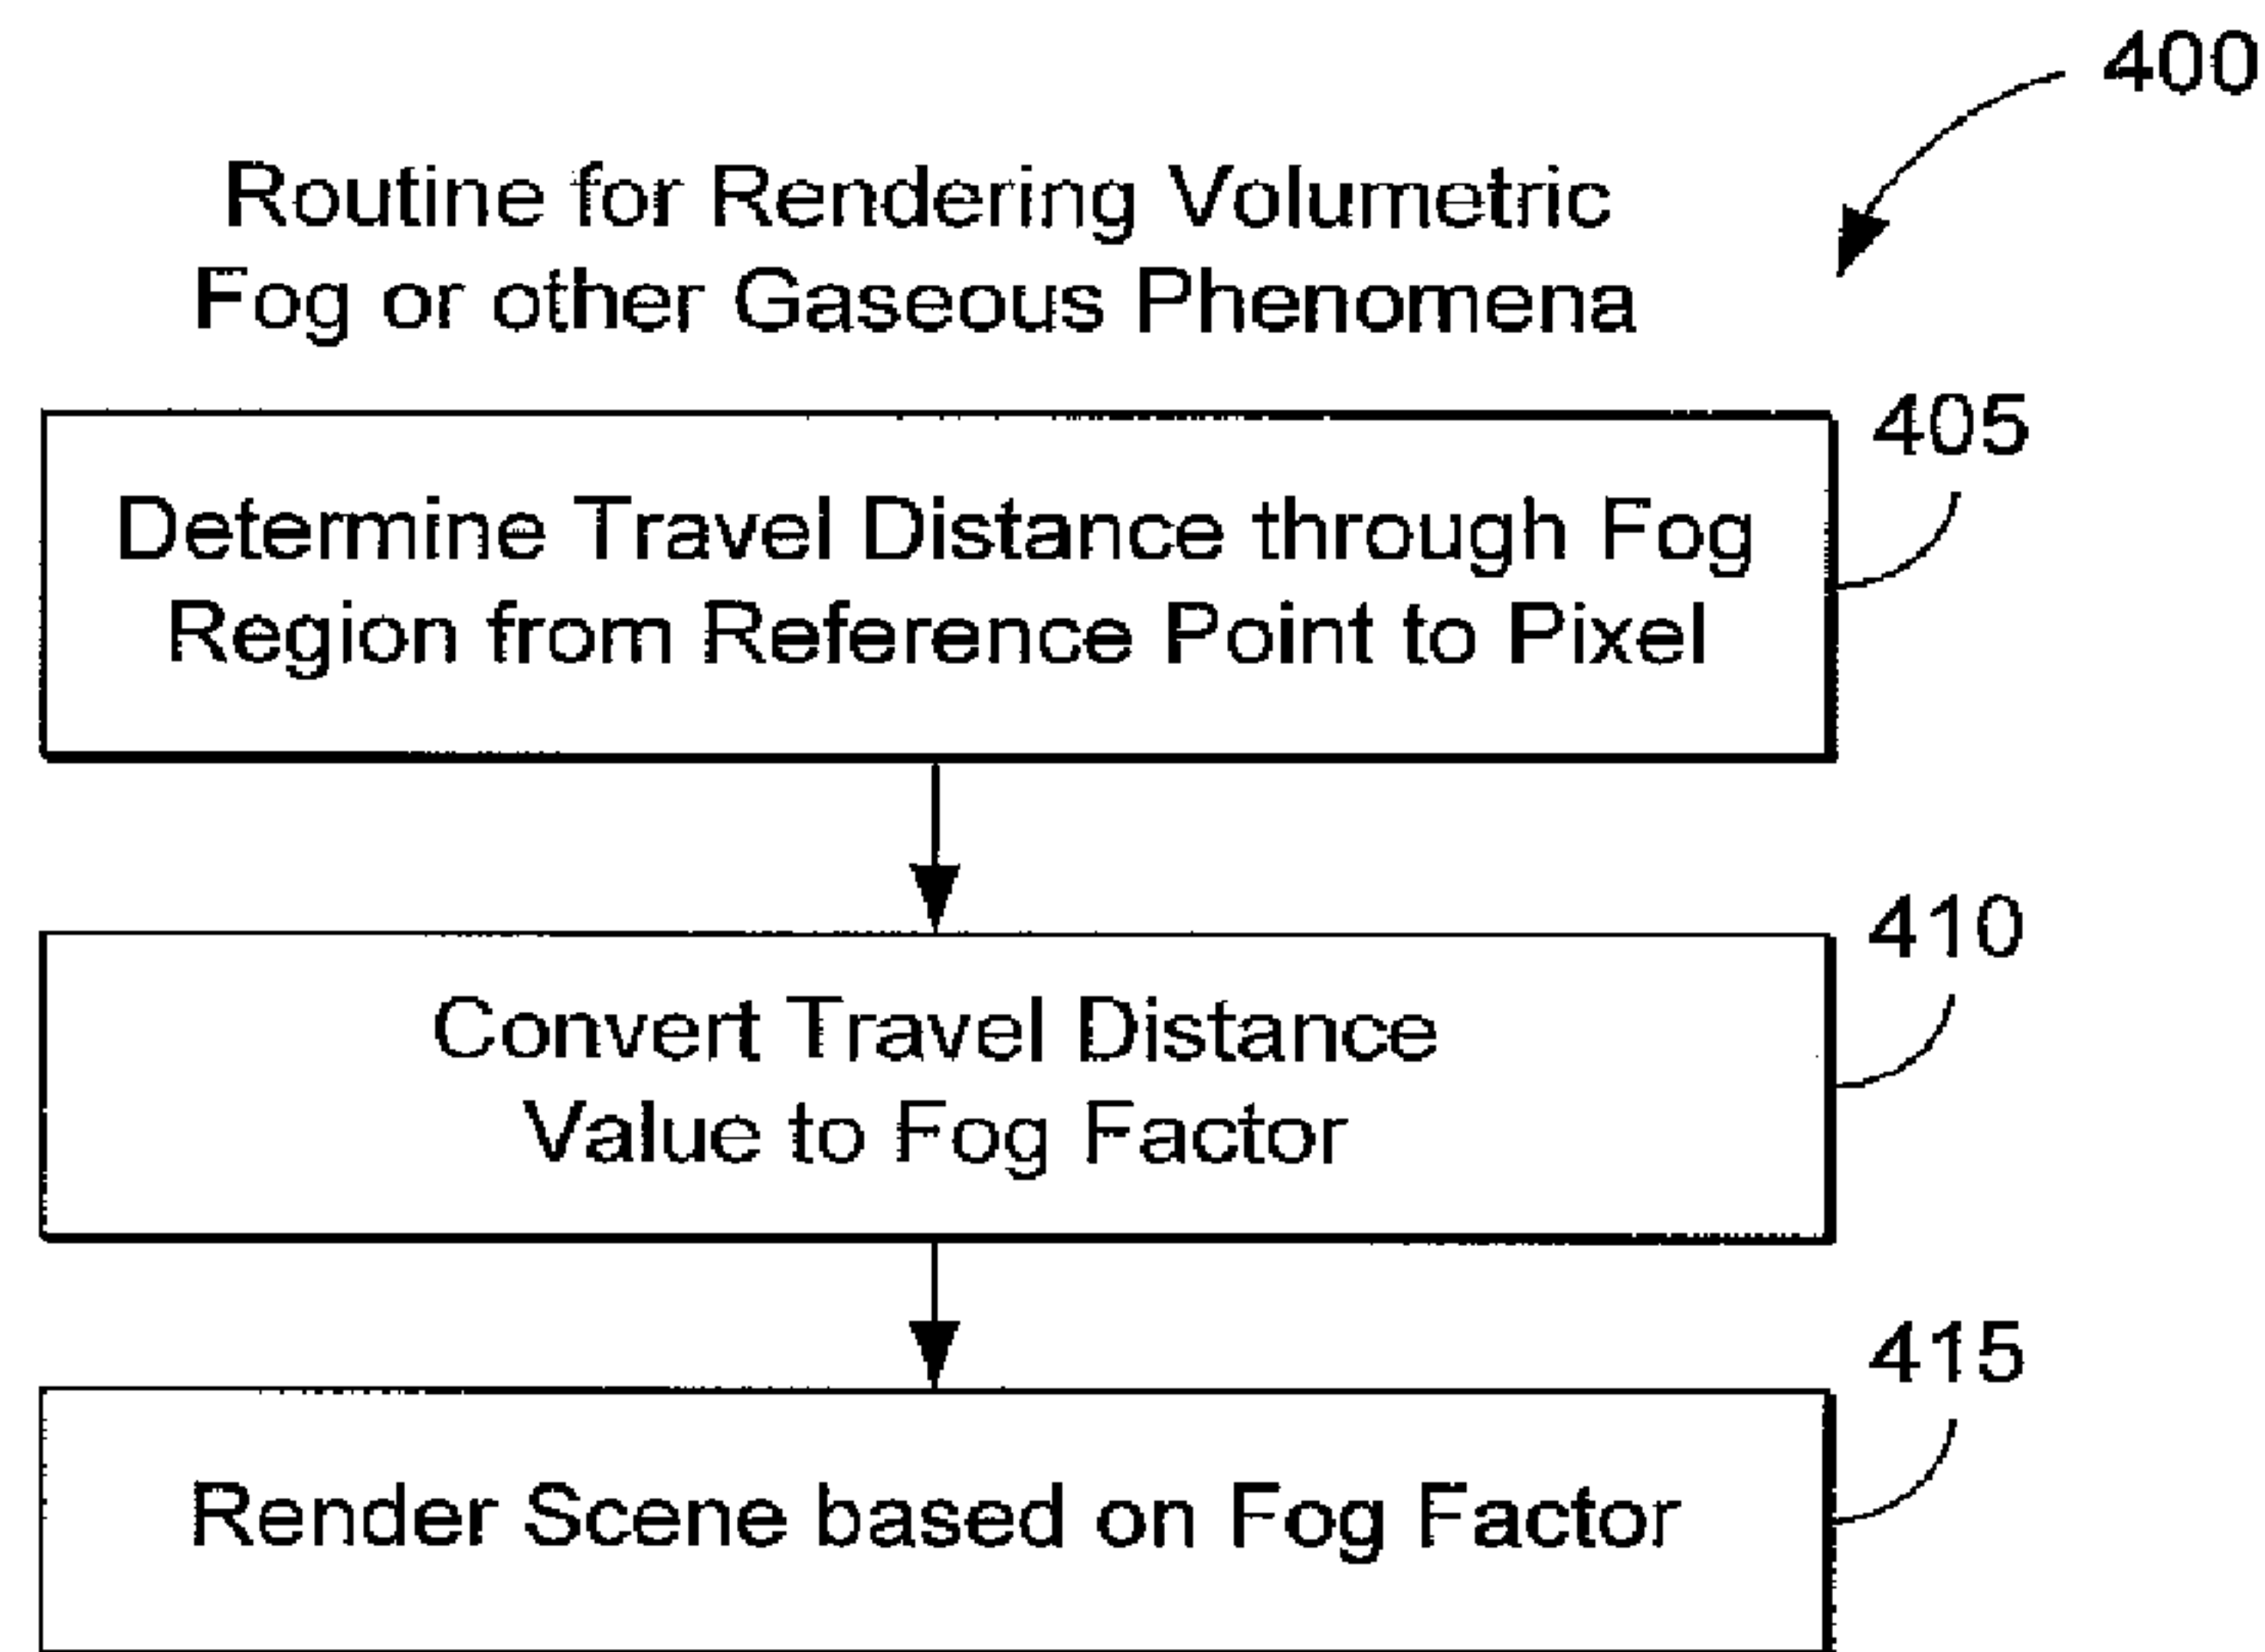 400
Routine for Rendering Volumetric
Fog or other Gaseous Phenomena
405
Determine Travel Distance through Fog
Region from Reference Point to Pixel
410
Convert Travel Distance
Value to Fog Factor
415
Render Scene based on Fog Factor